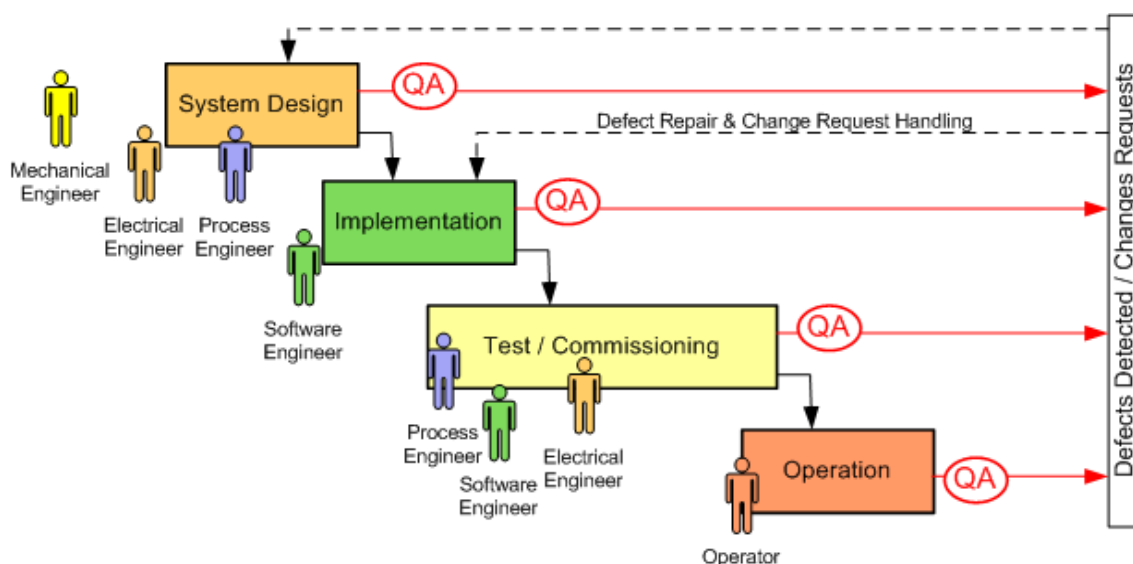 System Design
QA
Mechanical
Engineer
Electrical
Engineer
Process
Engineer
Defect Repair & Change Request Handling
Implementation
QA
Software
Engineer
Test / Commissioning
QA
Process
Engineer
Software
Engineer
Electrical
Engineer
Operation
QA
Operator
Defects Detected / Changes Requests